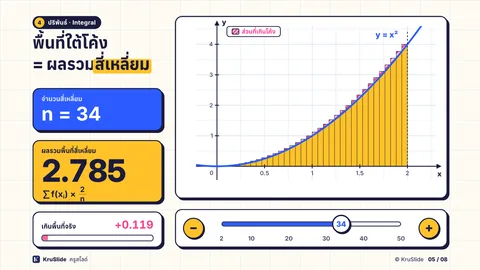 4 ปริพันธ์ · Integral
พื้นที่ใต้โค้ง
= ผลรวมสี่เหลี่ยม
จำนวนสี่เหลี่ยม
n = 34
ผลรวมพื้นที่สี่เหลี่ยม
2.785
∑f(xᵢ) × 2/n
เกินพื้นที่จริง +0.119
y
ส่วนที่เกินโค้ง
y = x²
4
3
2
1
0 0.5 1 1.5 2 x
− 34 +
2 10 20 30 40 50
K KruSlide ครูสไลด์
© KruSlide 05 / 08